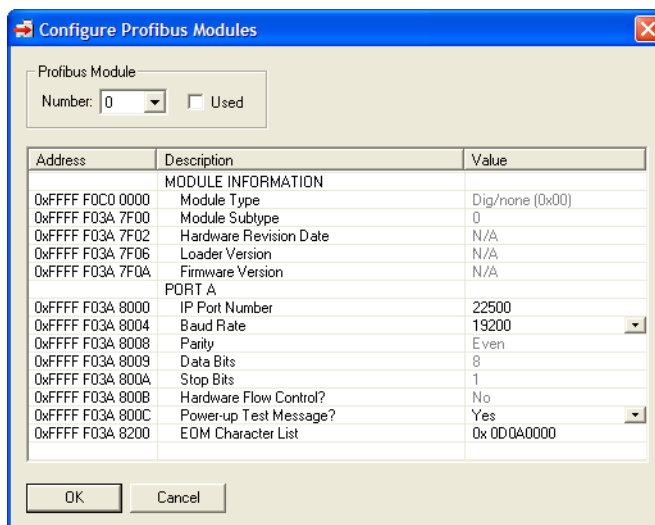 Configure Profibus Modules
Profibus Module
Number: 0 Used
Address Description Value
MODULE INFORMATION
0xFFFF F0C0 0000 Module Type Dig/none (0x00)
0xFFFF F03A 7F00 Module Subtype 0
0xFFFF F03A 7F02 Hardware Revision Date N/A
0xFFFF F03A 7F06 Loader Version N/A
0xFFFF F03A 7F0A Firmware Version N/A
PORT A
0xFFFF F03A 8000 IP Port Number 22500
0xFFFF F03A 8004 Baud Rate 19200
0xFFFF F03A 8008 Parity Even
0xFFFF F03A 8009 Data Bits 8
0xFFFF F03A 800A Stop Bits 1
0xFFFF F03A 800B Hardware Flow Control? No
0xFFFF F03A 800C Power-up Test Message? Yes
0xFFFF F03A 8200 EOM Character List 0x 0D0A0000
OK Cancel